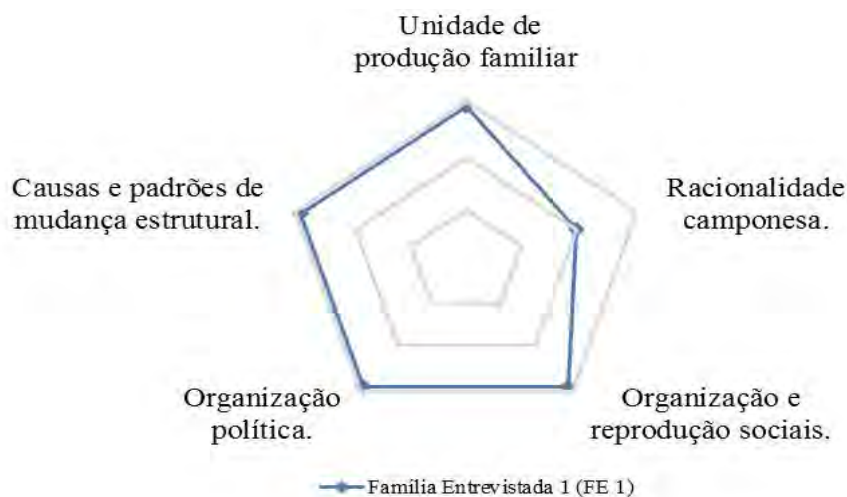 Unidade de
produção familiar
Causas e padrões de
mudança estrutural.
Racionalidade
camponesa.
Organização
política.
Organização e
reprodução sociais.
Família Entrevistada 1 (FE 1)